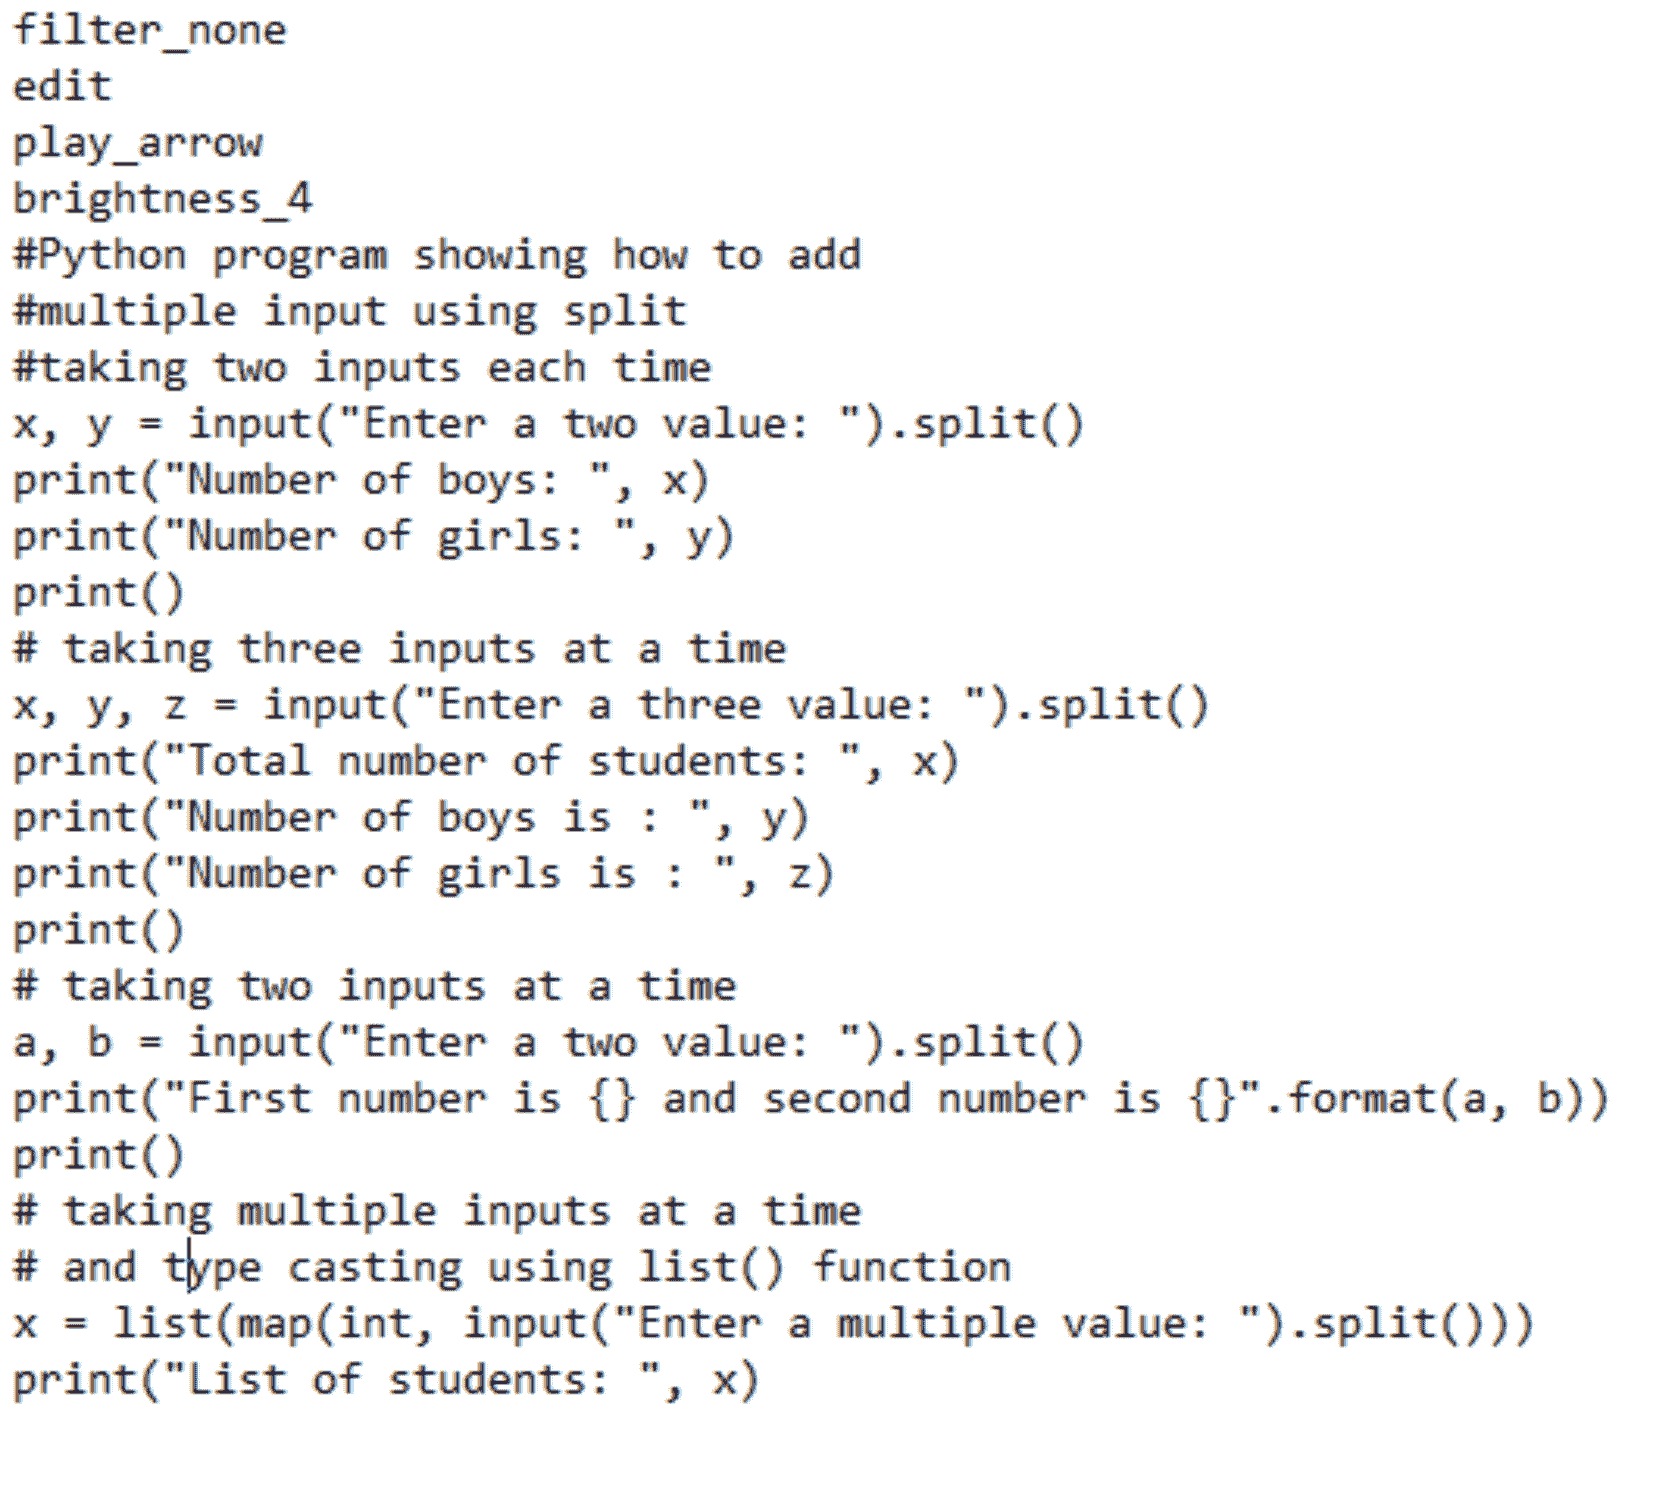 filter_none
edit
play_arrow
brightness_4
#Python program showing how to add
#multiple input using split
#taking two inputs each time
x, y = input("Enter a two value: ").split()
print("Number of boys: ", x)
print("Number of girls: ", y)
print()
# taking three inputs at a time
x, y, z = input("Enter a three value: ").split()
print("Total number of students: ", x)
print("Number of boys is : ", y)
print("Number of girls is : ", z)
print()
# taking two inputs at a time
a, b = input("Enter a two value: ").split()
print("First number is {} and second number is {}".format(a, b))
print()
# taking multiple inputs at a time
# and type casting using list() function
x = list(map(int, input("Enter a multiple value: ").split()))
print("List of students: ", x)